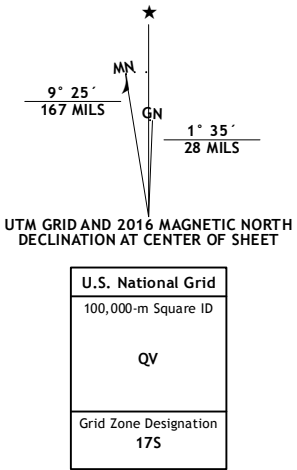 ★
MN
GN
9° 25´
167 MILS
1° 35´
28 MILS
UTM GRID AND 2016 MAGNETIC NORTH
DECLINATION AT CENTER OF SHEET
U.S. National Grid
100,000-m Square ID
QV
Grid Zone Designation
17S